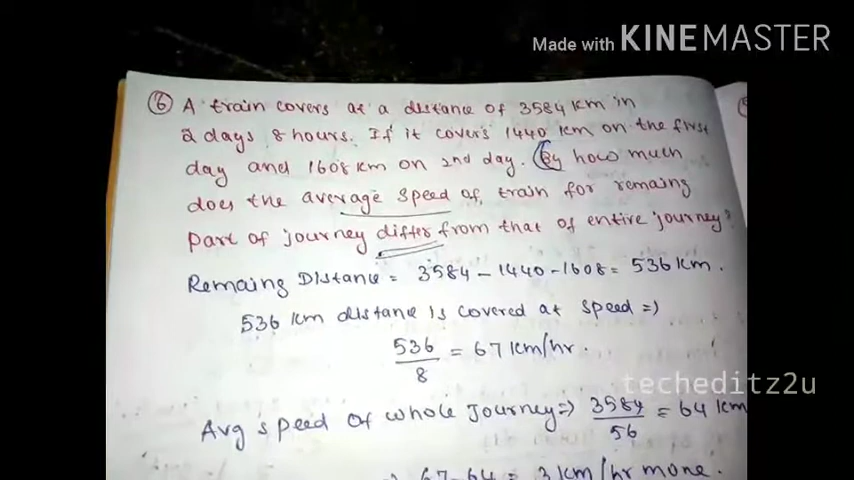 Made with KINEMASTER
6 A train covers at a distance of 3584 km in
2 days 8 hours. If it covers 1440 km on the first
day and 1608 km on 2nd day. By how much
does the average speed of train for remaining
part of journey differ from that of entire journey?
Remaing Distance = 3584 - 1440 - 1608 = 536 km.
536 km distance is covered at speed =>
536/8 = 67 km/hr.
techeditz2u
Avg speed of whole Journey => 3584/56 = 64 km
67-64 = 3 km/hr more.